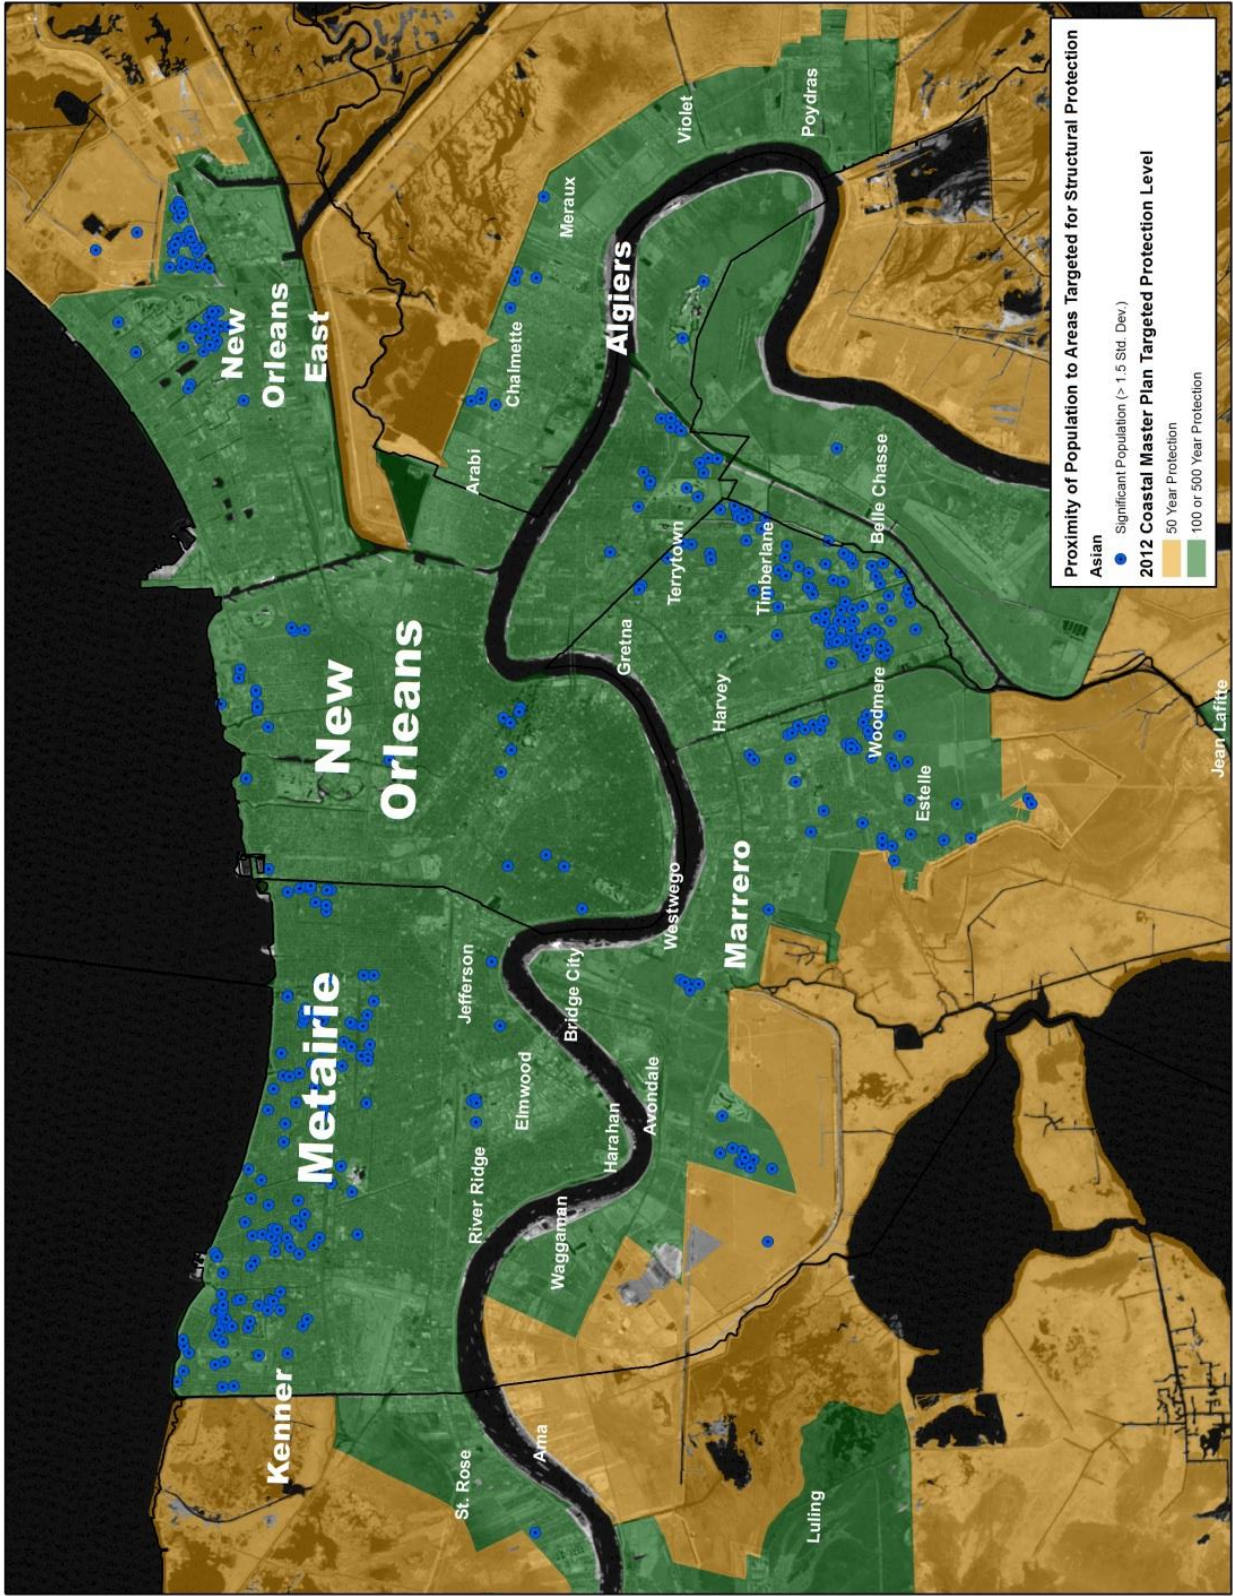 New
Orleans
East
Violet
Poydras
Meraux
Chalmette
Algiers
Arabi
New
Orleans
Terrytown
Timberlane
Belle Chasse
Gretna
Harvey
Woodmere
Estelle
Jean Lafitte
Metairie
Jefferson
Westwego
Marrero
Bridge City
Elmwood
Harahan
Avondale
River Ridge
Waggaman
Kenner
St. Rose
Ama
Luling
Proximity of Population to Areas Targeted for Structural Protection
Asian
Significant Population (> 1.5 Std. Dev.)
2012 Coastal Master Plan Targeted Protection Level
50 Year Protection
100 or 500 Year Protection